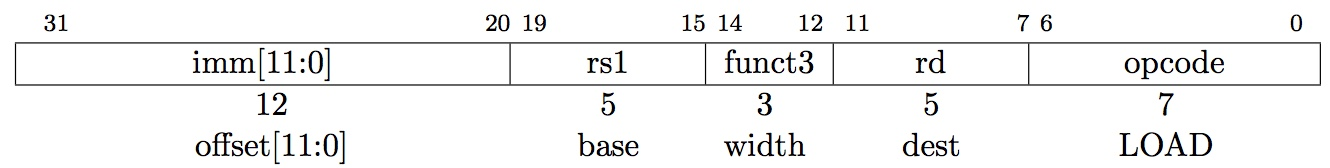 31 20 19 15 14 12 11 7 6 0
imm[11:0] rs1 funct3 rd opcode
12 5 3 5 7
offset[11:0] base width dest LOAD